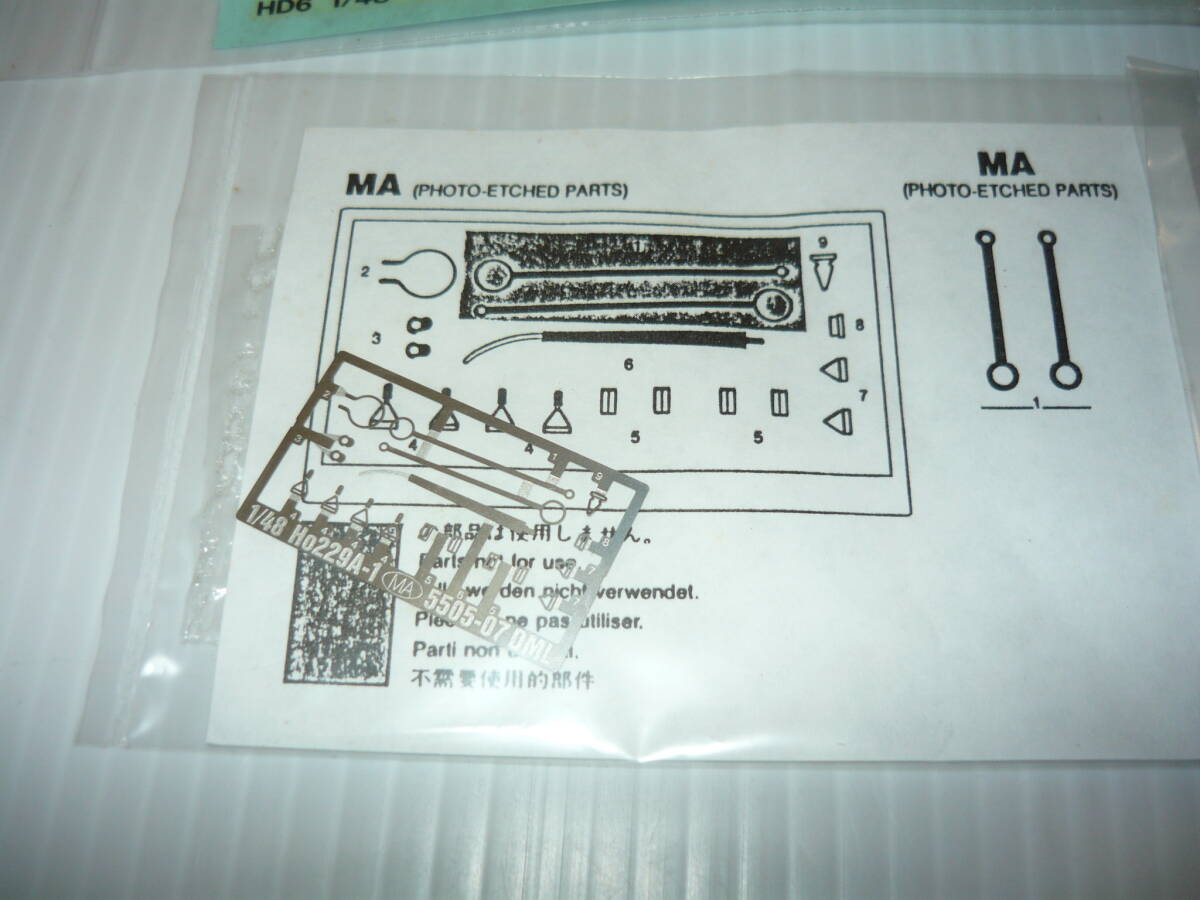 HD6 1/48
MA (PHOTO-ETCHED PARTS)
MA
(PHOTO-ETCHED PARTS)
9
2
3
8
6
7
4
4
5
5
1
1/48 Ho229A-1 MA 5505-07 DML
部品は使用しません。
Parts not for use
werden nicht verwendet.
ne pas utiliser.
Parti non
不需要使用的部件